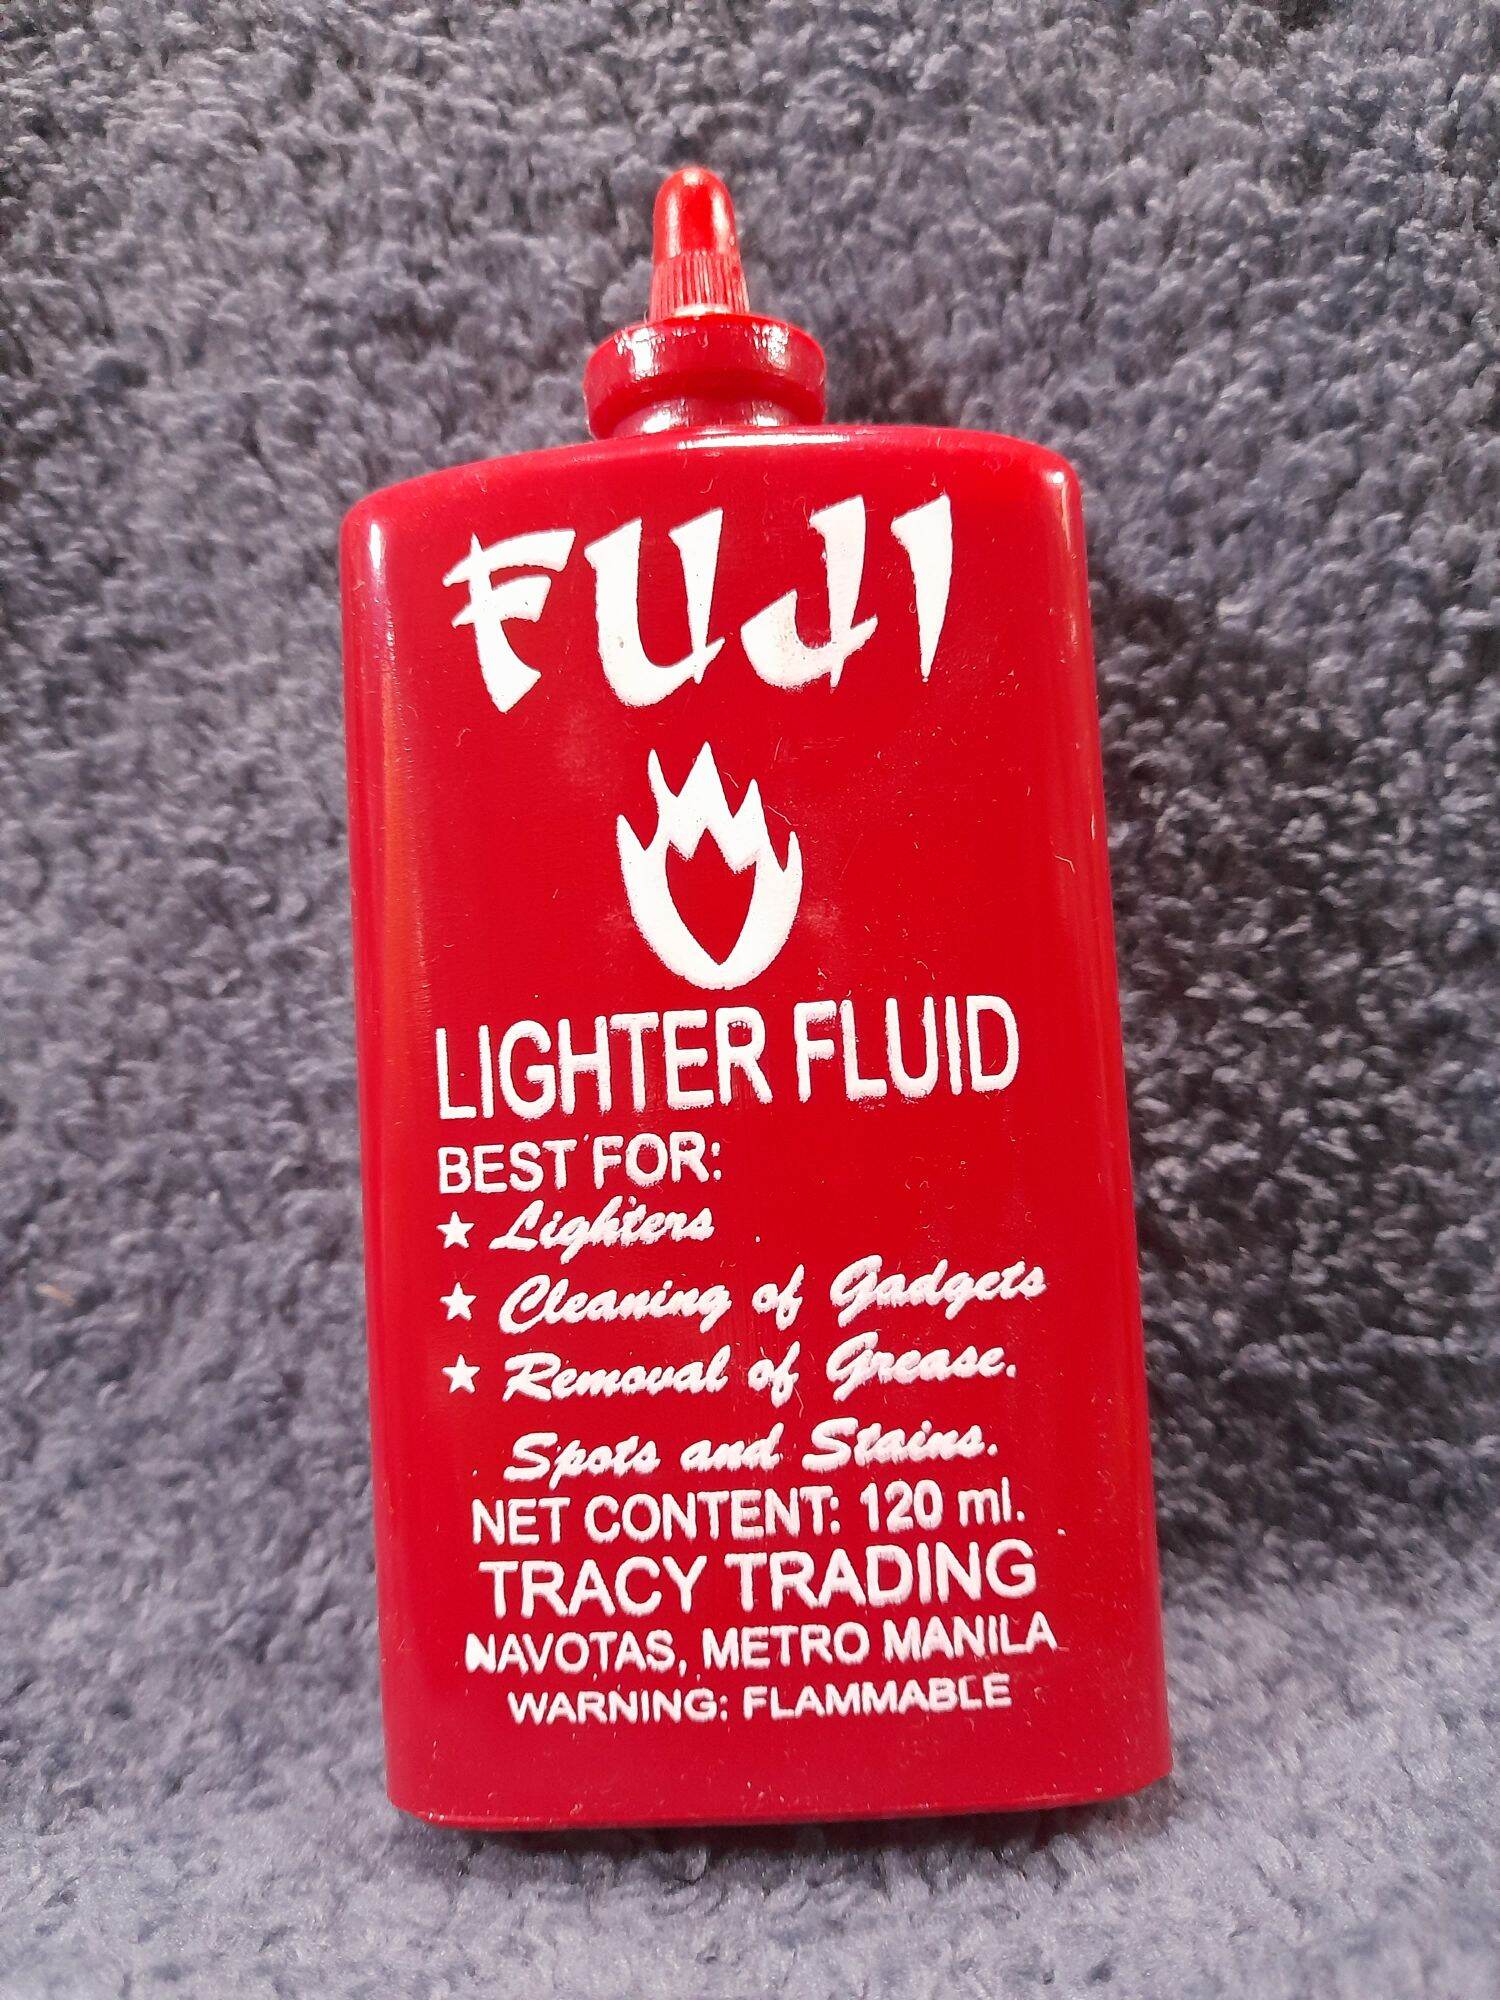 FUJI
LIGHTER FLUID
BEST FOR:
★ Lighters
★ Cleaning of Gadgets
★ Removal of Grease.
Spots and Stains.
NET CONTENT: 120 ml.
TRACY TRADING
NAVOTAS, METRO MANILA
WARNING: FLAMMABLE